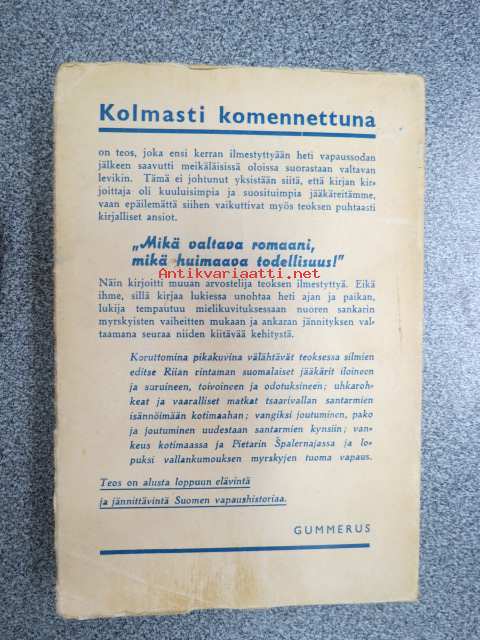 Kolmasti komennettuna
on teos, joka ensi kerran ilmestyttyään heti vapaussodan
jälkeen saavutti meikäläisissä oloissa suorastaan valtavan
levikin. Tämä ei johtunut yksistään siitä, että kirjan kir-
joittaja oli kuuluisimpia ja suosituimpia jääkäreitämme,
vaan epäilemättä siihen vaikuttivat myös teoksen puhtaasti
kirjalliset ansiot.
„Mikä valtava romaani,
mikä huimaava todellisuus!"
Antikvariaatti.net
Näin kirjoitti muuan arvostelija teoksen ilmestyttyä. Eikä
ihme, sillä kirjaa lukiessa unohtaa heti ajan ja paikan,
lukija tempautuu mielikuvituksessaan nuoren sankarin
myrskyisten vaiheitten mukaan ja ankaran jännityksen val-
taamana seuraa niiden kiitävää kehitystä.
Koruttomina pikakuvina välähtävät teoksessa silmien
editse Riian rintaman suomalaiset jääkärit iloineen
ja suruineen, toivoineen ja odotuksineen; uhkaroh-
keat ja vaaralliset matkat tsaarivallan santarmien
isännöimään kotimaahan; vangiksi joutuminen, pako
ja joutuminen uudestaan santarmien kynsiin; van-
keus kotimaassa ja Pietarin Špalernajassa ja lo-
puksi vallankumouksen myrskyjen tuoma vapaus.
Teos on alusta loppuun elävintä
ja jännittävintä Suomen vapaushistoriaa.
GUMMERUS